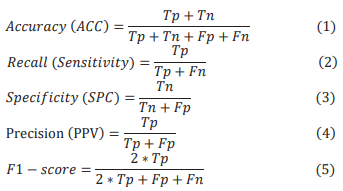 Accuracy (ACC) = Tp + Tn / Tp + Tn + Fp + Fn (1)
Recall (Sensitivity) = Tp / Tp + Fn (2)
Specificity (SPC) = Tn / Tn + Fp (3)
Precision (PPV) = Tp / Tp + Fp (4)
F1 − score = 2 * Tp / 2 * Tp + Fp + Fn (5)